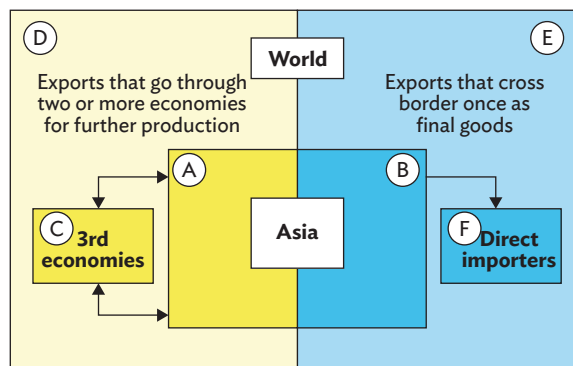 D
World
E
Exports that go through
two or more economies
for further production
Exports that cross
border once as
final goods
A
B
C
3rd
economies
Asia
F
Direct
importers